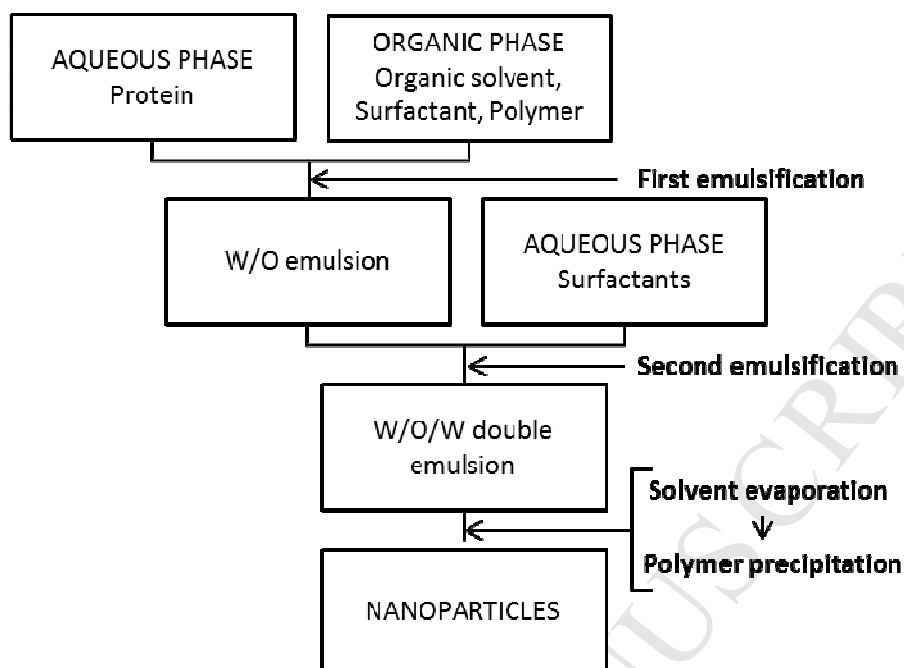 AQUEOUS PHASE
Protein
ORGANIC PHASE
Organic solvent,
Surfactant, Polymer
First emulsification
W/O emulsion
AQUEOUS PHASE
Surfactants
Second emulsification
W/O/W double
emulsion
Solvent evaporation
Polymer precipitation
NANOPARTICLES